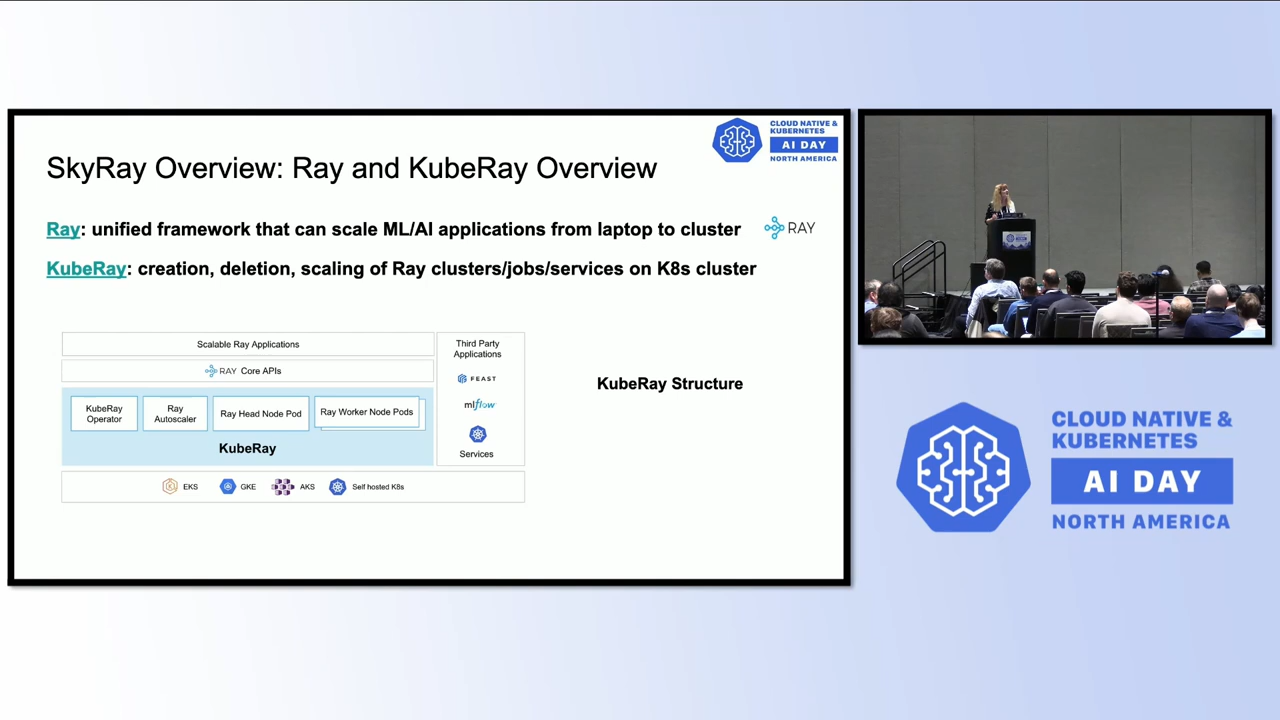 CLOUD NATIVE &
KUBERNETES
AI DAY
NORTH AMERICA
SkyRay Overview: Ray and KubeRay Overview
Ray: unified framework that can scale ML/AI applications from laptop to cluster
RAY
KubeRay: creation, deletion, scaling of Ray clusters/jobs/services on K8s cluster
Scalable Ray Applications
RAY Core APIs
KubeRay
Operator
Ray
Autoscaler
Ray Head Node Pod
Ray Worker Node Pods
KubeRay
Third Party
Applications
FEAST
mlflow
Services
EKS
GKE
AKS
Self hosted K8s
KubeRay Structure
CLOUD NATIVE &
KUBERNETES
AI DAY
NORTH AMERICA